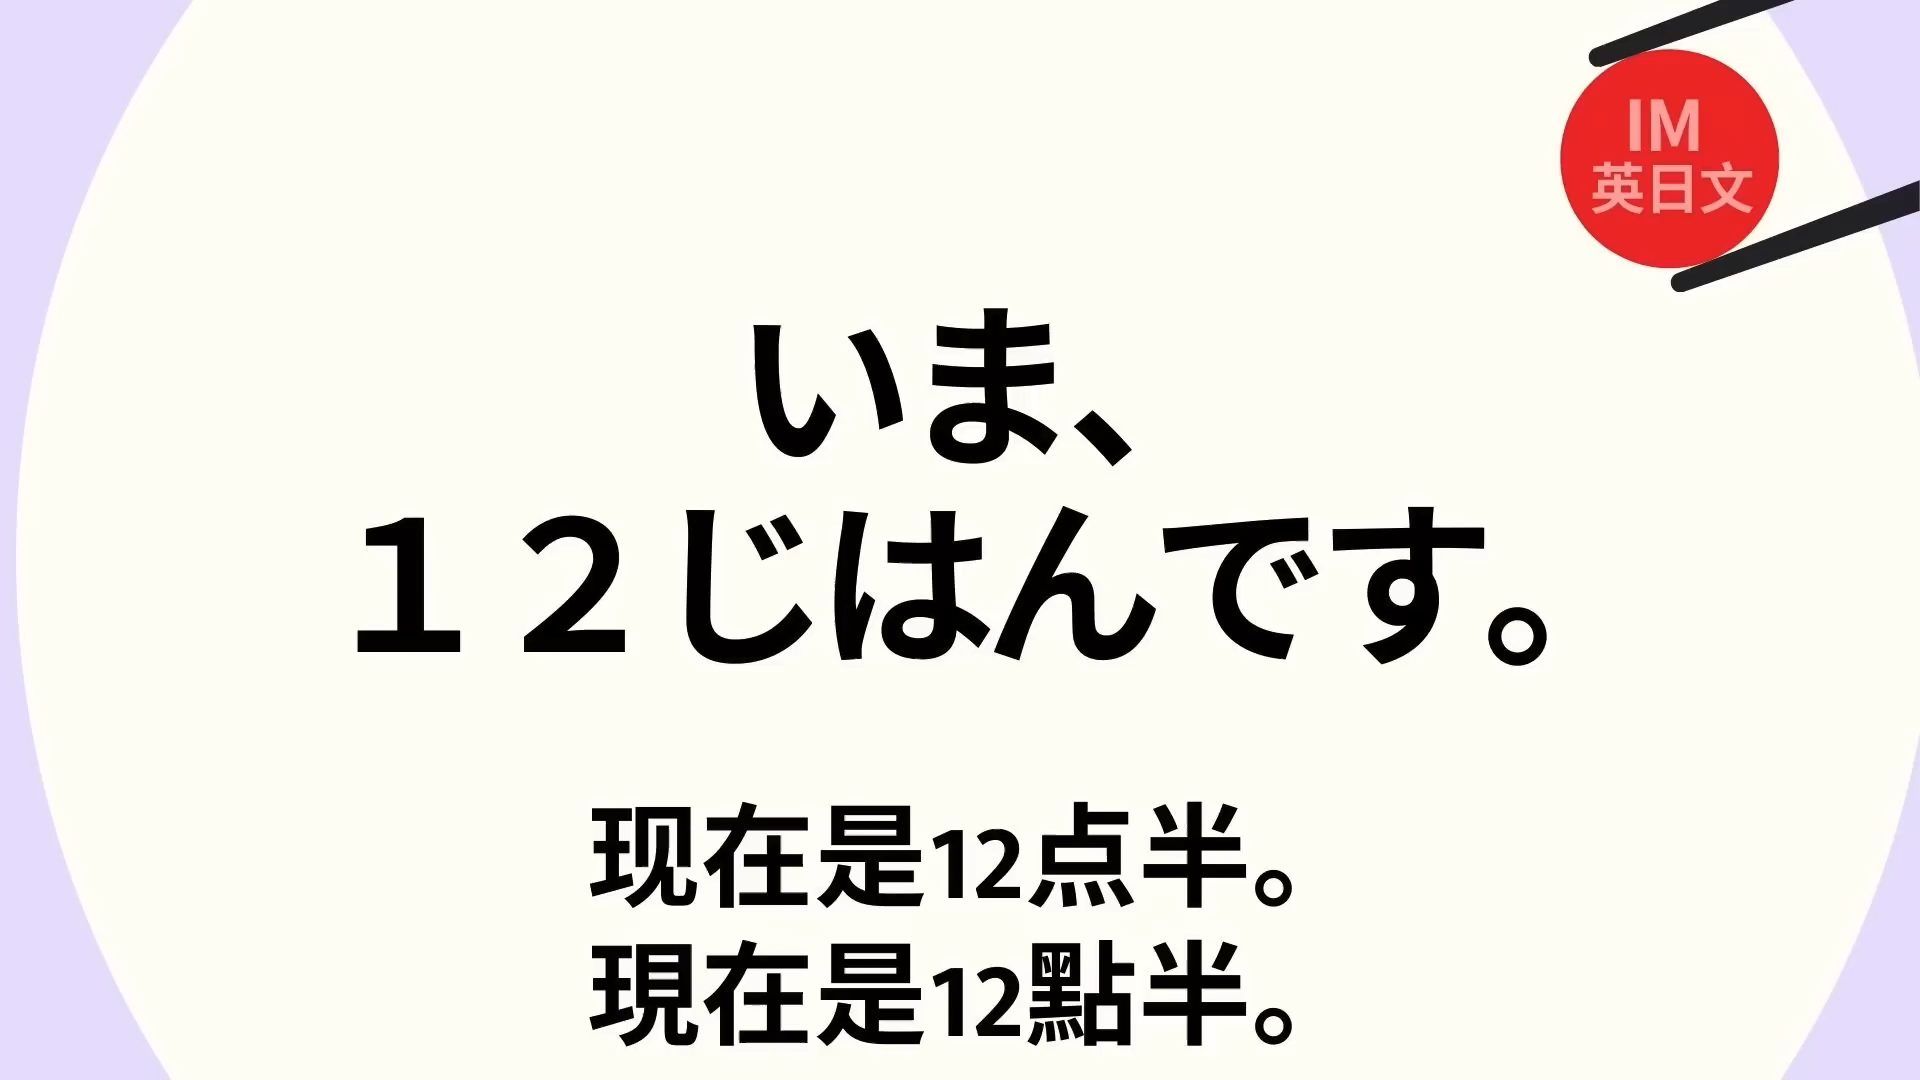 IM
英日文
いま、
１２じはんです。
现在是12点半。
現在是12點半。